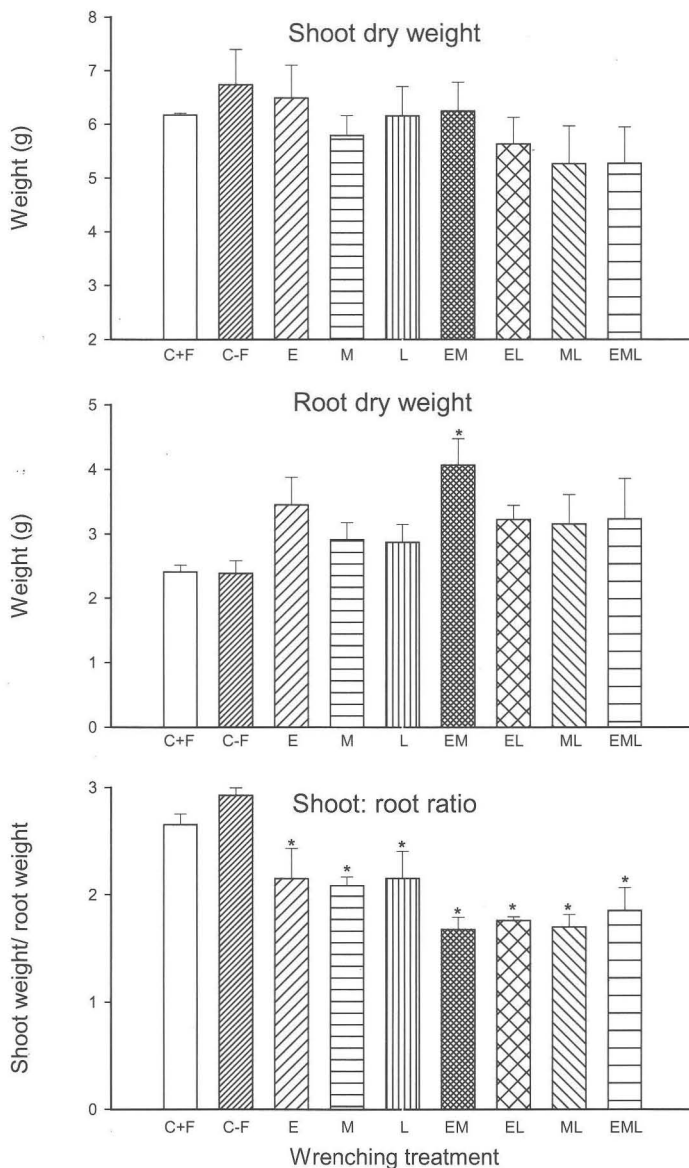 Shoot dry weight
Weight (g)
8
7
6
5
4
3
2
C+F C-F E M L EM EL ML EML
Root dry weight
Weight (g)
5
4
3
2
1
0
*
C+F C-F E M L EM EL ML EML
Shoot: root ratio
Shoot weight/ root weight
3
2
1
0
* * * * * * *
C+F C-F E M L EM EL ML EML
Wrenching treatment